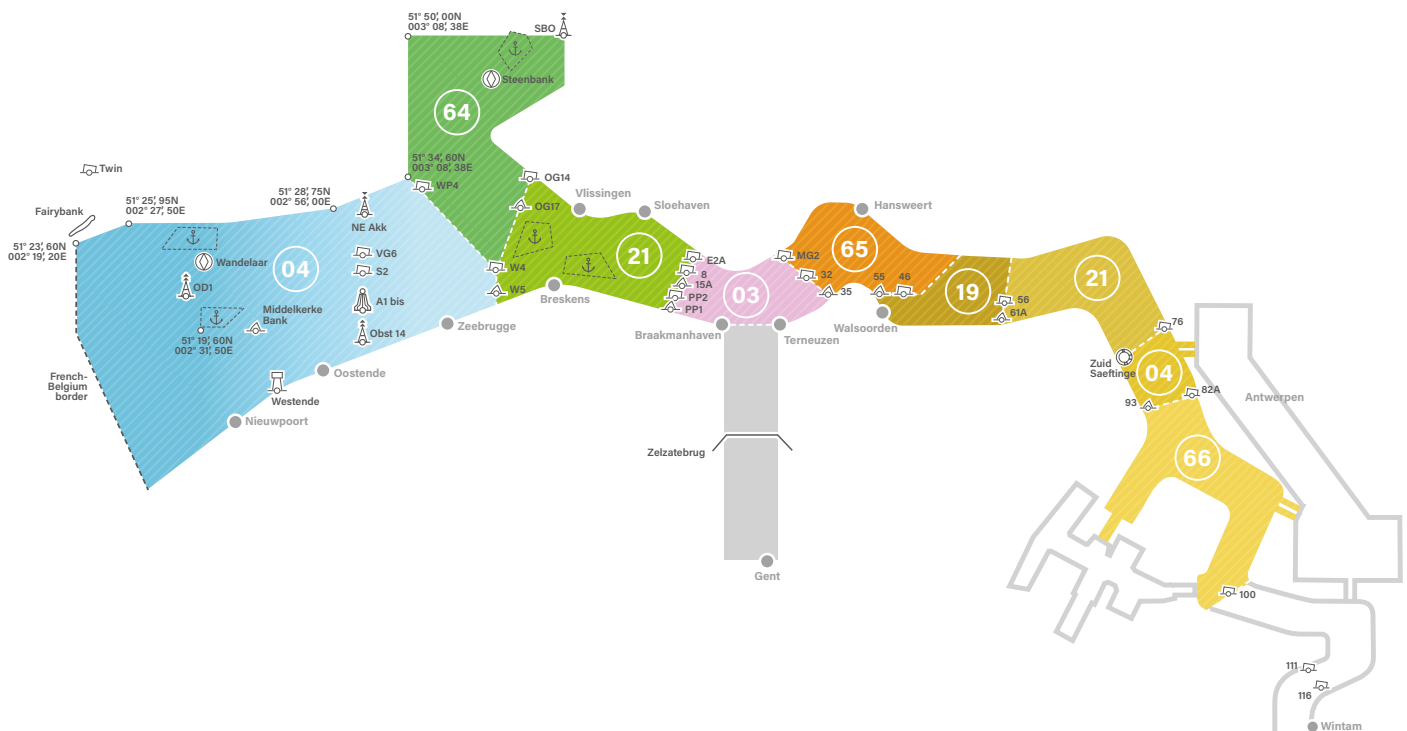 51° 50', 00N
003° 08', 38E
SBO
Steenbank
64
51° 34', 60N
003° 08', 38E
WP4
OG14
Twin
51° 25', 95N
002° 27', 50E
51° 28', 75N
002° 56', 00E
Vlissingen
Sloehaven
Hansweert
Fairybank
OG17
NE Akk
51° 23', 60N
002° 19', 20E
Wandelaar
04
VG6
S2
W4
W5
21
E2A
8
15A
PP2
PP1
MG2
65
32
35
55
46
03
19
56
61A
21
OD1
A1 bis
Middelkerke
Bank
Obst 14
51° 19', 60N
002° 31', 50E
Breskens
Zeebrugge
Braakmanhaven
Terneuzen
Walsoorden
76
Zuid
Saeftinge
04
82A
93
French-
Belgium
border
Oostende
Westende
Nieuwpoort
Antwerpen
Zelzatebrug
66
Gent
100
111
116
Wintam